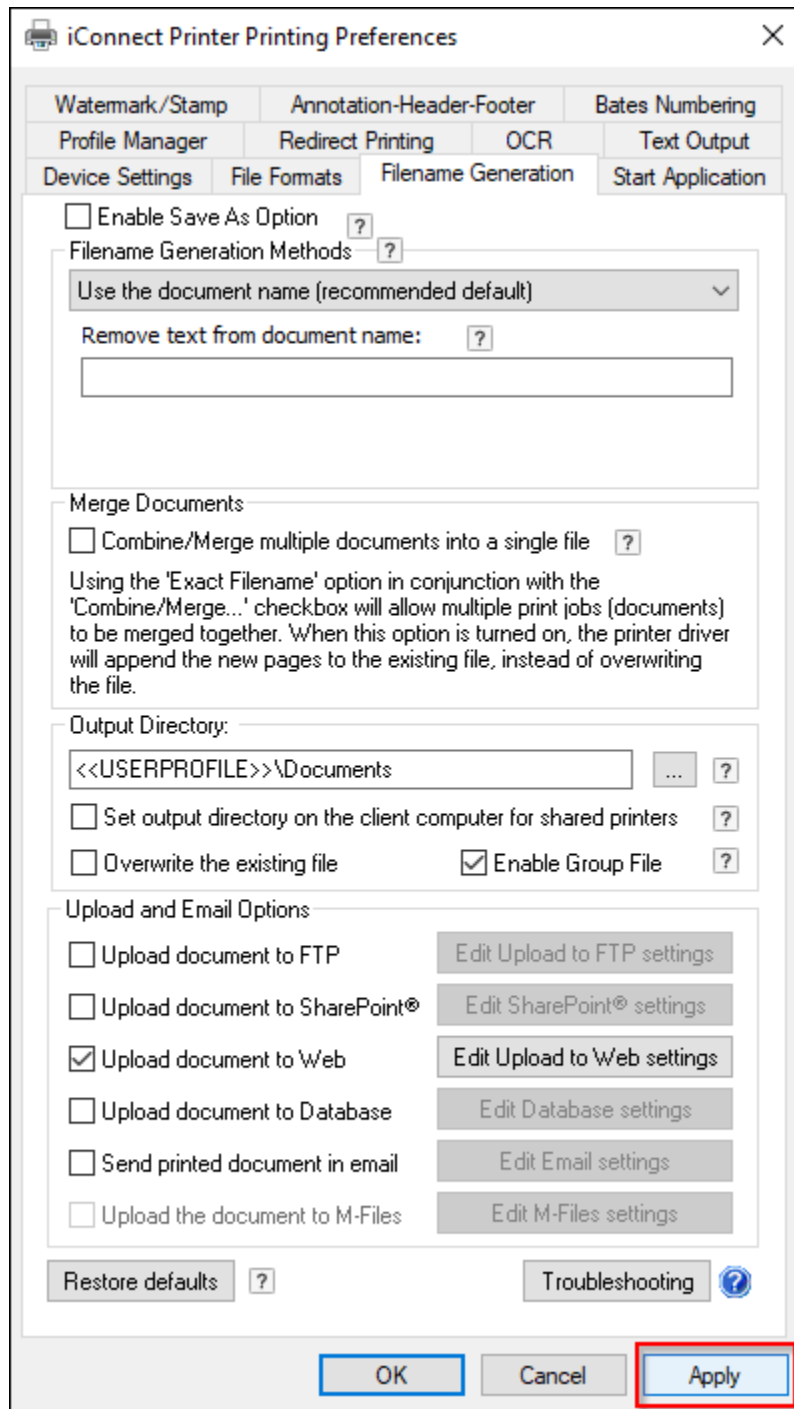 iConnect Printer Printing Preferences
Watermark/Stamp Annotation-Header-Footer Bates Numbering
Profile Manager Redirect Printing OCR Text Output
Device Settings File Formats Filename Generation Start Application
Enable Save As Option ?
Filename Generation Methods ?
Use the document name (recommended default)
Remove text from document name: ?
Merge Documents
Combine/Merge multiple documents into a single file ?
Using the 'Exact Filename' option in conjunction with the
'Combine/Merge...' checkbox will allow multiple print jobs (documents)
to be merged together. When this option is turned on, the printer driver
will append the new pages to the existing file, instead of overwriting
the file.
Output Directory:
<<USERPROFILE>>\Documents ... ?
Set output directory on the client computer for shared printers ?
Overwrite the existing file Enable Group File ?
Upload and Email Options
Upload document to FTP Edit Upload to FTP settings
Upload document to SharePoint® Edit SharePoint® settings
Upload document to Web Edit Upload to Web settings
Upload document to Database Edit Database settings
Send printed document in email Edit Email settings
Upload the document to M-Files Edit M-Files settings
Restore defaults ? Troubleshooting ?
OK Cancel Apply